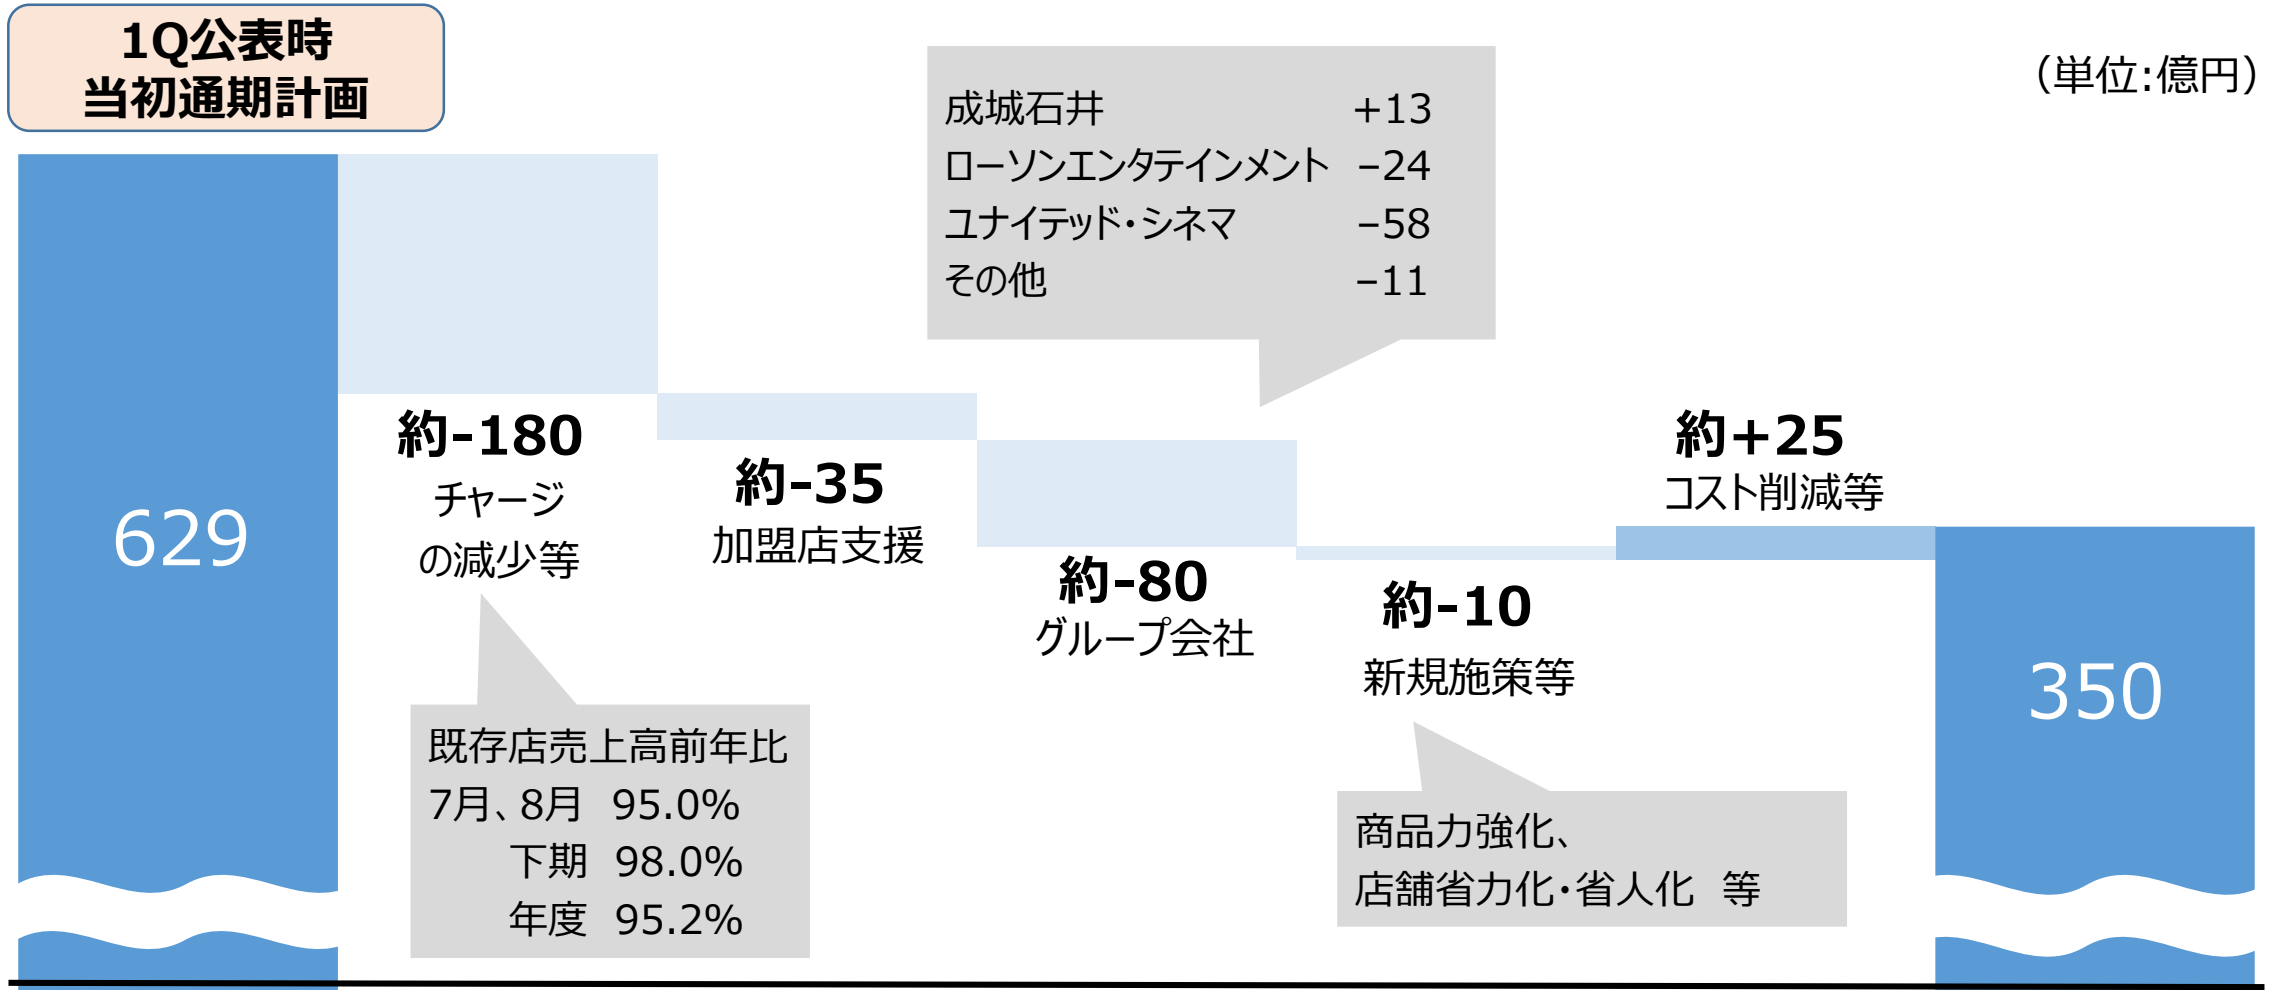 1Q公表時
当初通期計画
（単位:億円）
成城石井 +13
ローソンエンタテインメント −24
ユナイテッド・シネマ −58
その他 −11
629
約-180
チャージ
の減少等
約-35
加盟店支援
約-80
グループ会社
約-10
新規施策等
約+25
コスト削減等
350
既存店売上高前年比
7月、8月 95.0%
下期 98.0%
年度 95.2%
商品力強化、
店舗省力化・省人化 等